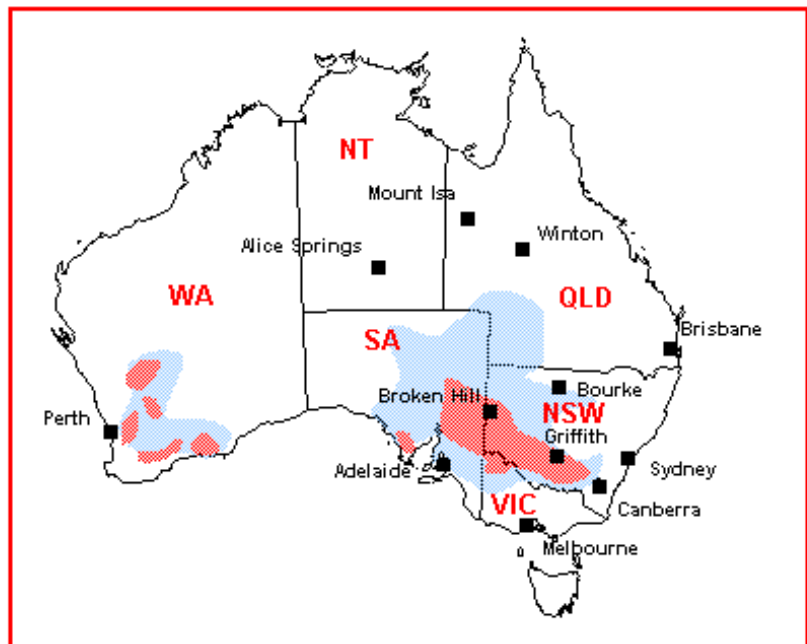 NT
Mount Isa
Winton
Alice Springs
WA
QLD
SA
Brisbane
Broken Hill
Bourke
NSW
Perth
Griffith
Adelaide
Sydney
VIC
Canberra
Melbourne